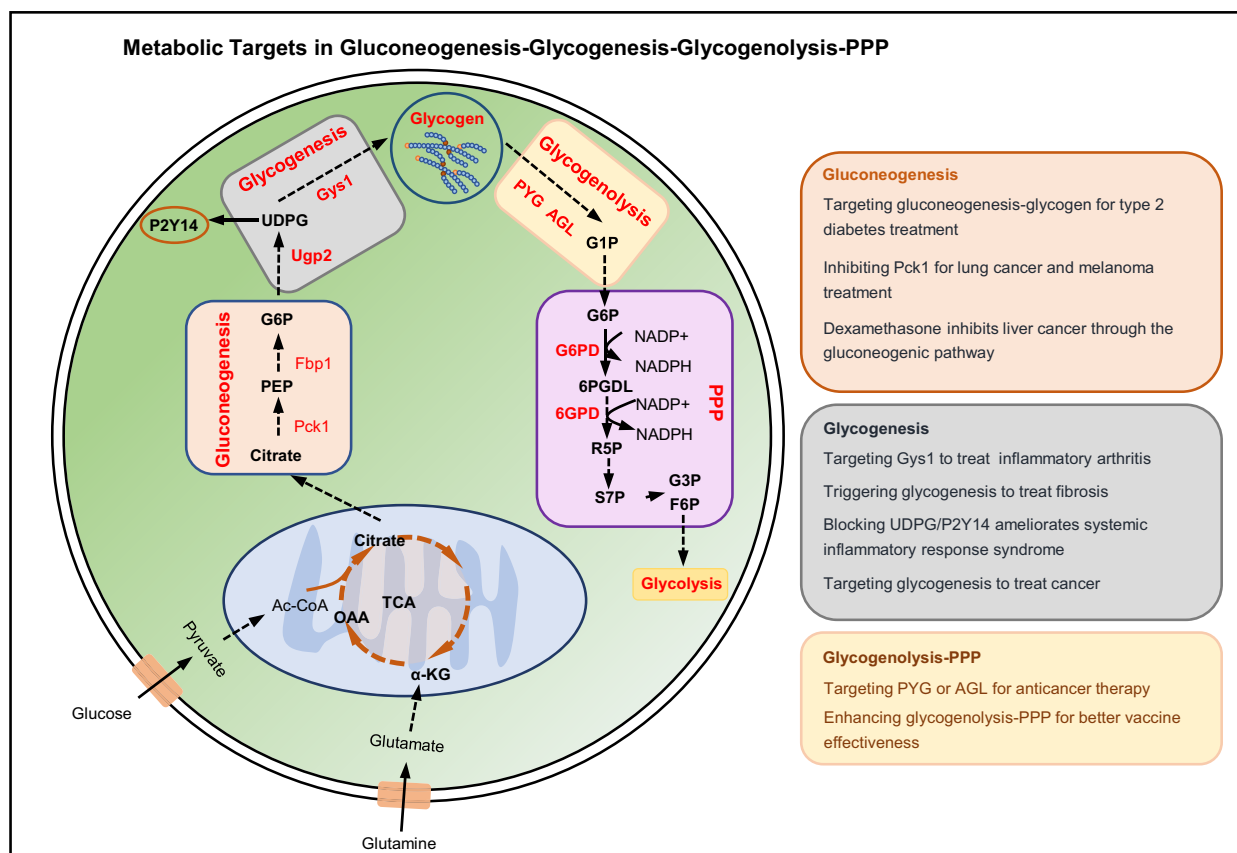 Metabolic Targets in Gluconeogenesis-Glycogenesis-Glycogenolysis-PPP
Glycogen
Glycogenesis
Gys1
UDPG
P2Y14
Ugp2
Glycogenolysis
PYG AGL
G1P
Gluconeogenesis
G6P
Fbp1
PEP
Pck1
Citrate
PPP
G6P
G6PD
NADP+
NADPH
6PGDL
6GPD
NADP+
NADPH
R5P
S7P
G3P
F6P
Glycolysis
Citrate
Ac-CoA
TCA
OAA
α-KG
Pyruvate
Glucose
Glutamate
Glutamine
Gluconeogenesis
Targeting gluconeogenesis-glycogen for type 2
diabetes treatment
Inhibiting Pck1 for lung cancer and melanoma
treatment
Dexamethasone inhibits liver cancer through the
gluconeogenic pathway
Glycogenesis
Targeting Gys1 to treat inflammatory arthritis
Triggering glycogenesis to treat fibrosis
Blocking UDPG/P2Y14 ameliorates systemic
inflammatory response syndrome
Targeting glycogenesis to treat cancer
Glycogenolysis-PPP
Targeting PYG or AGL for anticancer therapy
Enhancing glycogenolysis-PPP for better vaccine
effectiveness